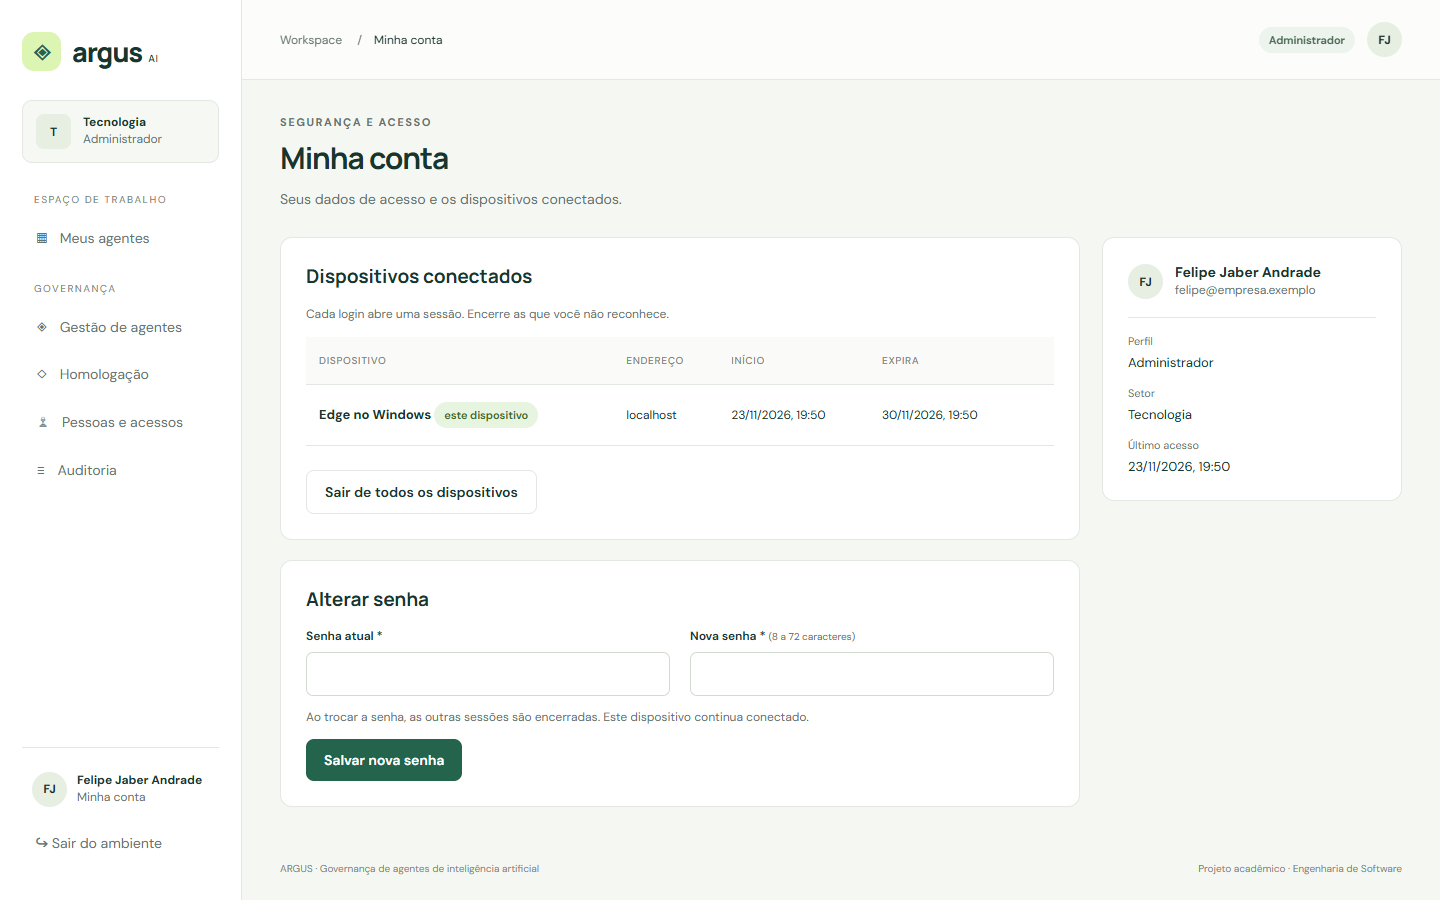 argus AI
T
Tecnologia
Administrador
ESPAÇO DE TRABALHO
Meus agentes
GOVERNANÇA
Gestão de agentes
Homologação
Pessoas e acessos
Auditoria
FJ
Felipe Jaber Andrade
Minha conta
Sair do ambiente
Workspace / Minha conta
Administrador
FJ
SEGURANÇA E ACESSO
Minha conta
Seus dados de acesso e os dispositivos conectados.
Dispositivos conectados
Cada login abre uma sessão. Encerre as que você não reconhece.
DISPOSITIVO ENDEREÇO INÍCIO EXPIRA
Edge no Windows este dispositivo localhost 23/11/2026, 19:50 30/11/2026, 19:50
Sair de todos os dispositivos
Alterar senha
Senha atual *
Nova senha * (8 a 72 caracteres)
Ao trocar a senha, as outras sessões são encerradas. Este dispositivo continua conectado.
Salvar nova senha
FJ
Felipe Jaber Andrade
felipe@empresa.exemplo
Perfil
Administrador
Setor
Tecnologia
Último acesso
23/11/2026, 19:50
ARGUS · Governança de agentes de inteligência artificial
Projeto acadêmico · Engenharia de Software